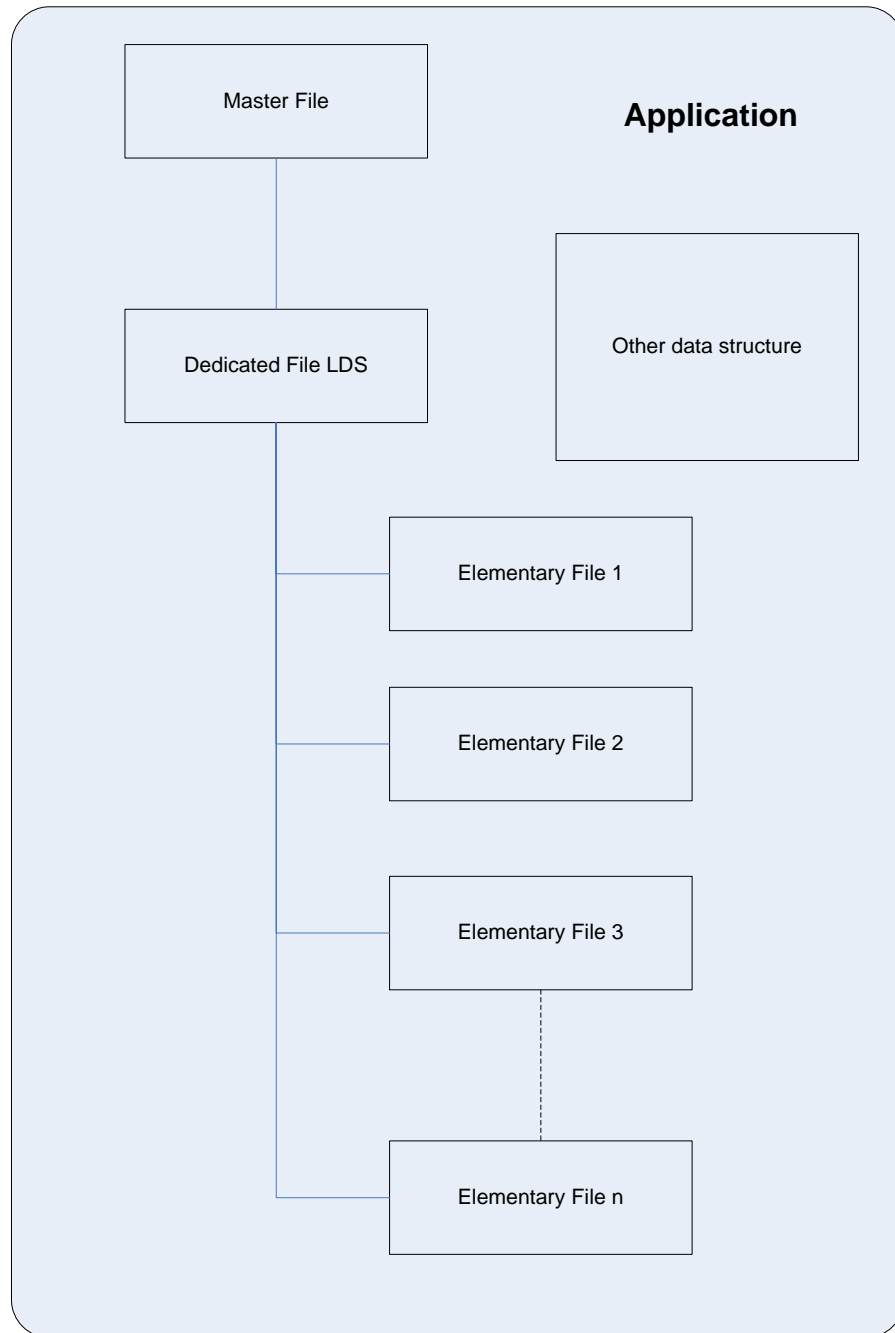 Master File
Application
Other data structure
Dedicated File LDS
Elementary File 1
Elementary File 2
Elementary File 3
Elementary File n